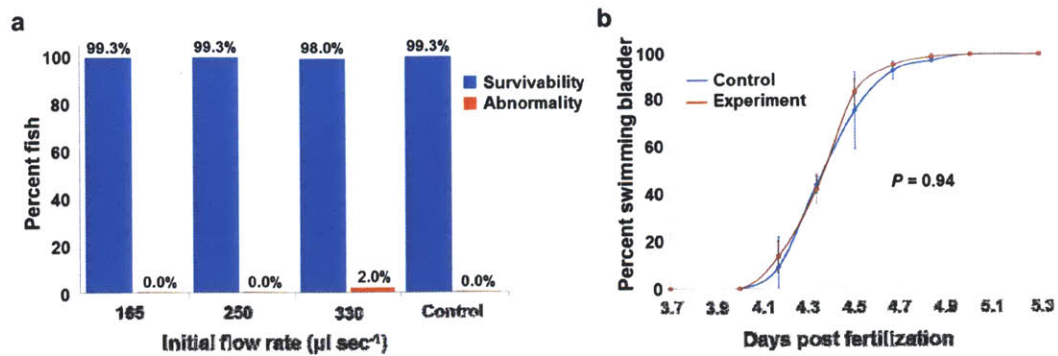 a
99.3%
99.3%
98.0%
99.3%
100
80
60
40
20
0
Percent fish
Survivability
Abnormality
0.0%
0.0%
2.0%
0.0%
165
250
330
Control
Initial flow rate (µl sec⁻¹)
b
100
80
60
40
20
0
Percent swimming bladder
Control
Experiment
P = 0.94
3.7
3.9
4.1
4.3
4.5
4.7
4.9
5.1
5.3
Days post fertilization